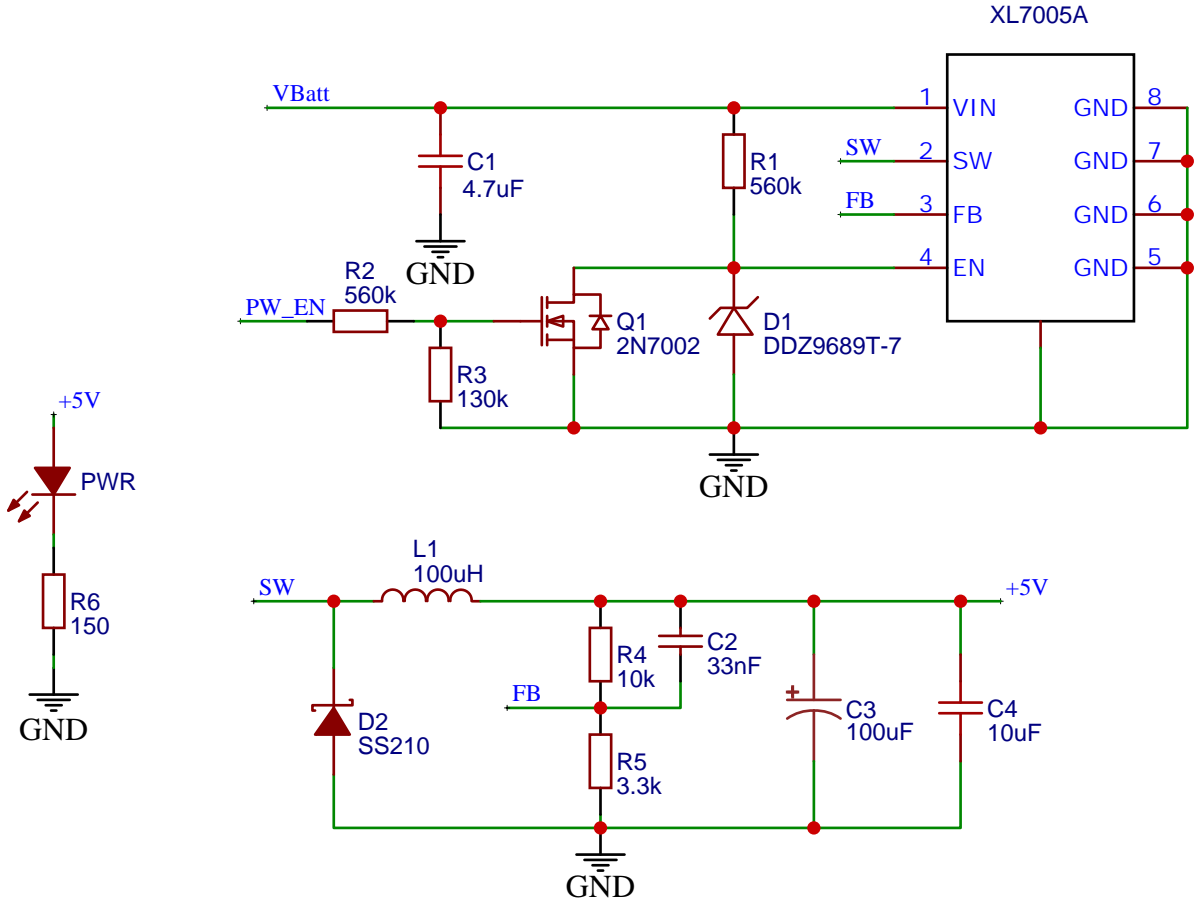 XL7005A
VBatt
1
VIN
GND
8
SW
2
SW
GND
7
FB
3
FB
GND
6
4
EN
GND
5
C1
4.7uF
GND
R1
560k
R2
560k
PW_EN
Q1
2N7002
D1
DDZ9689T-7
R3
130k
GND
+5V
PWR
R6
150
GND
L1
100uH
SW
+5V
R4
10k
C2
33nF
FB
D2
SS210
R5
3.3k
+
C3
100uF
C4
10uF
GND